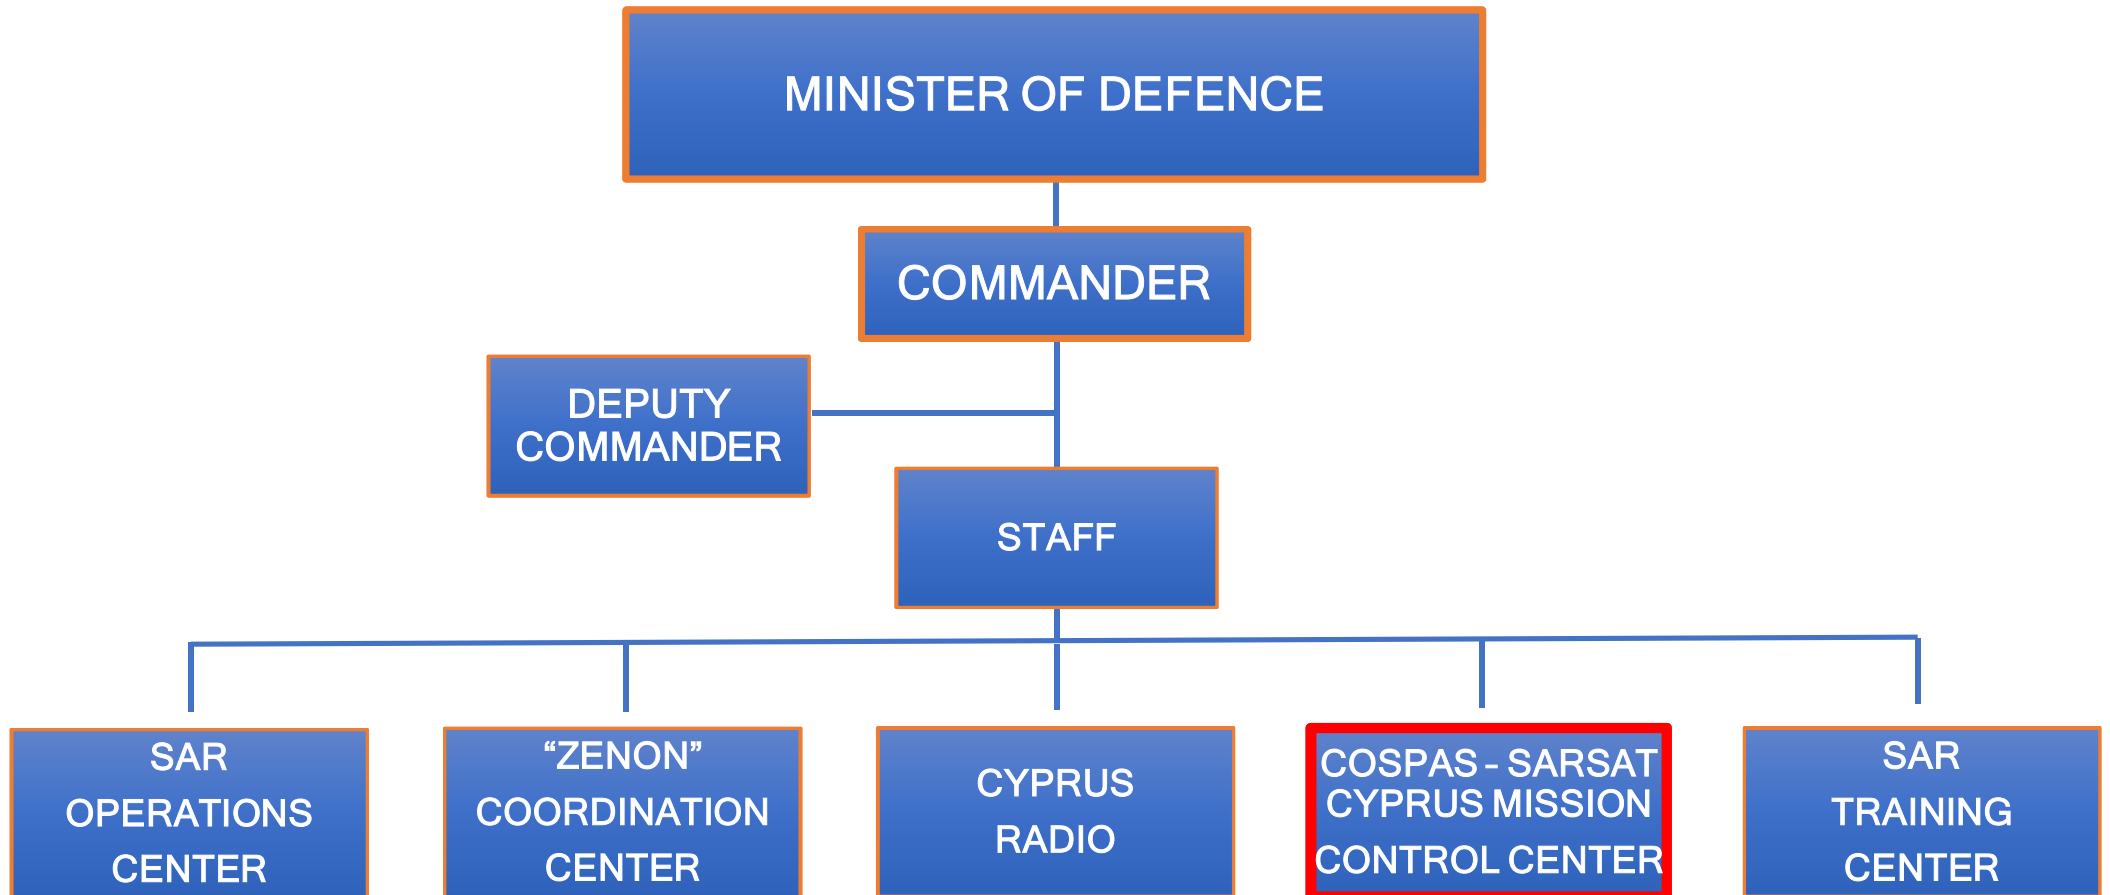 MINISTER OF DEFENCE
COMMANDER
DEPUTY
COMMANDER
STAFF
SAR
OPERATIONS
CENTER
“ZENON”
COORDINATION
CENTER
CYPRUS
RADIO
COSPAS – SARSAT
CYPRUS MISSION
CONTROL CENTER
SAR
TRAINING
CENTER